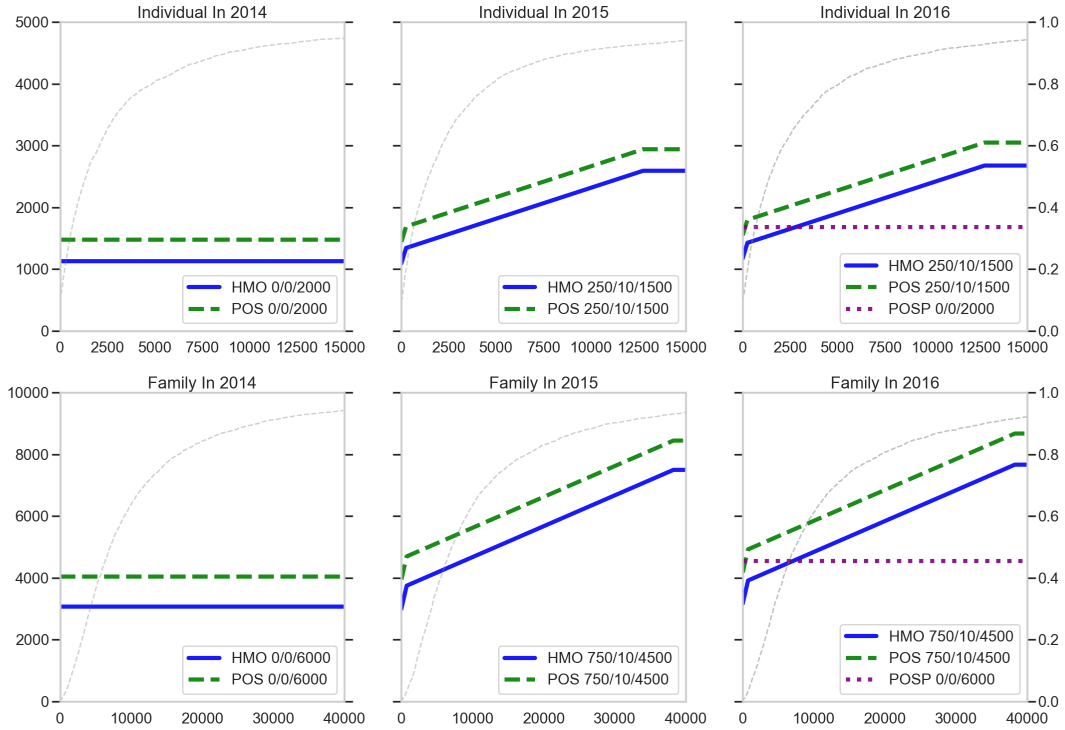 Individual In 2014
Individual In 2015
Individual In 2016
5000
4000
3000
2000
1000
0
HMO 0/0/2000
POS 0/0/2000
0 2500 5000 7500 10000 12500 15000
HMO 250/10/1500
POS 250/10/1500
0 2500 5000 7500 10000 12500 15000
1.0
0.8
0.6
0.4
0.2
0.0
HMO 250/10/1500
POS 250/10/1500
POSP 0/0/2000
0 2500 5000 7500 10000 12500 15000
Family In 2014
Family In 2015
Family In 2016
10000
8000
6000
4000
2000
0
HMO 0/0/6000
POS 0/0/6000
0 10000 20000 30000 40000
HMO 750/10/4500
POS 750/10/4500
0 10000 20000 30000 40000
1.0
0.8
0.6
0.4
0.2
0.0
HMO 750/10/4500
POS 750/10/4500
POSP 0/0/6000
0 10000 20000 30000 40000